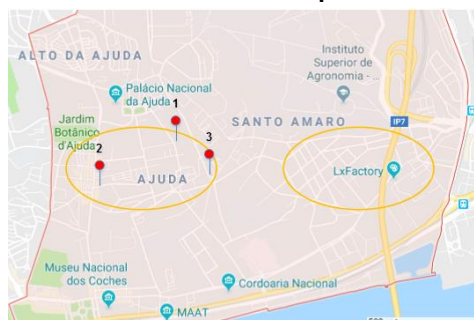 ALTO DA AJUDA
Instituto
Superior de
Agronomia - ...
Palácio Nacional
da Ajuda
1
Jardim
Botânico
d'Ajuda
SANTO AMARO
IP7
3
2
AJUDA
LxFactory
Museu Nacional
dos Coches
Cordoaria Nacional
MAAT